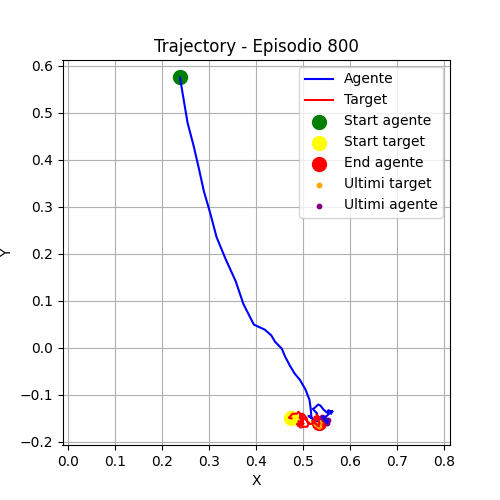 Trajectory - Episodio 800
Agente
Target
Start agente
Start target
End agente
Ultimi target
Ultimi agente
0.6
0.5
0.4
0.3
0.2
0.1
0.0
−0.1
−0.2
Y
0.0 0.1 0.2 0.3 0.4 0.5 0.6 0.7 0.8
X